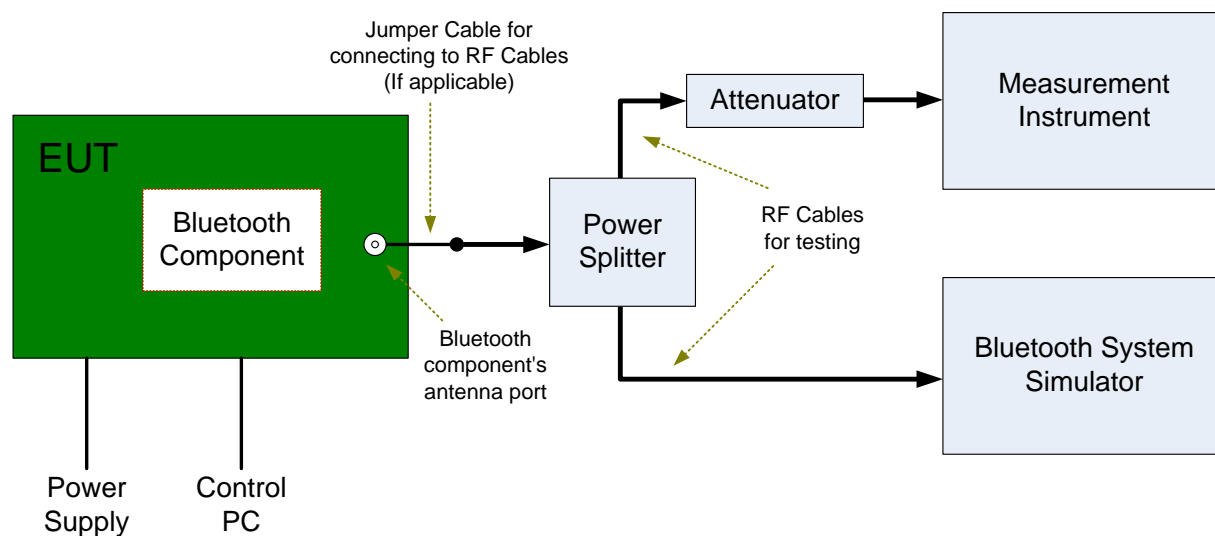 Jumper Cable for
connecting to RF Cables
(If applicable)
Measurement
Instrument
Attenuator
EUT
Bluetooth
Component
Power
Splitter
RF Cables
for testing
Bluetooth
component's
antenna port
Bluetooth System
Simulator
Power
Supply
Control
PC